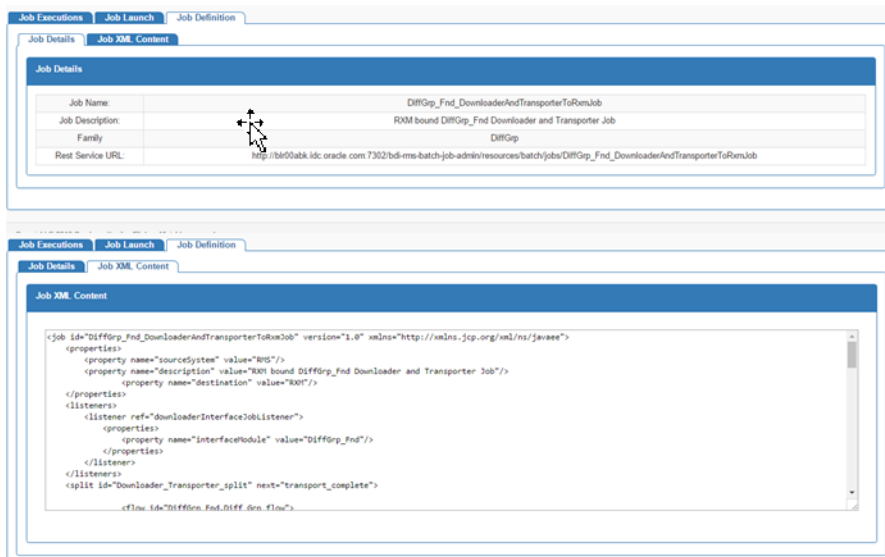 Job Executions Job Launch Job Definition
Job Details Job XML Content
Job Details
Job Name: DiffGrp_Fnd_DownloaderAndTransporterToRxmJob
Job Description: RXM bound DiffGrp_Fnd Downloader and Transporter Job
Family DiffGrp
Rest Service URL: http://blr00abk.idc.oracle.com:7302/bdi-rms-batch-job-admin/resources/batch/jobs/DiffGrp_Fnd_DownloaderAndTransporterToRxmJob
Job Executions Job Launch Job Definition
Job Details Job XML Content
Job XML Content
<job id="DiffGrp_Fnd_DownloaderAndTransporterToRxmJob" version="1.0" xmlns="http://xmlns.jcp.org/xml/ns/javaee">
<properties>
<property name="sourceSystem" value="RMS"/>
<property name="description" value="RXM bound DiffGrp_Fnd Downloader and Transporter Job"/>
<property name="destination" value="RXM"/>
</properties>
<listeners>
<listener ref="downloaderInterfaceJobListener">
<properties>
<property name="interfaceModule" value="DiffGrp_Fnd"/>
</properties>
</listener>
</listeners>
<split id="Downloader_Transporter_split" next="transport_complete">
<flow id="DiffGrp_Fnd.Diff_Grp_flow">